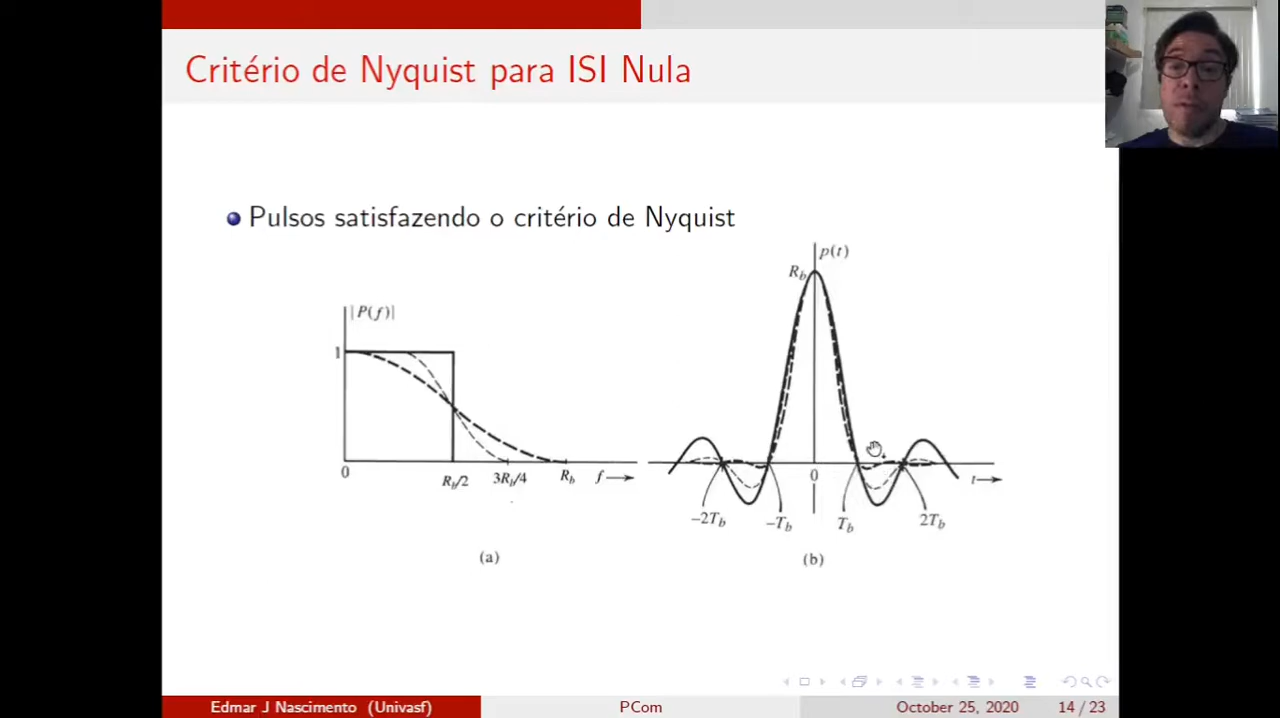 Critério de Nyquist para ISI Nula
Pulsos satisfazendo o critério de Nyquist
|P(f)|
1
0
R_b/2
3R_b/4
R_b
f
(a)
p(t)
R_b
0
t
−2T_b
−T_b
T_b
2T_b
(b)
Edmar J Nascimento (Univasf)
PCom
October 25, 2020
14 / 23